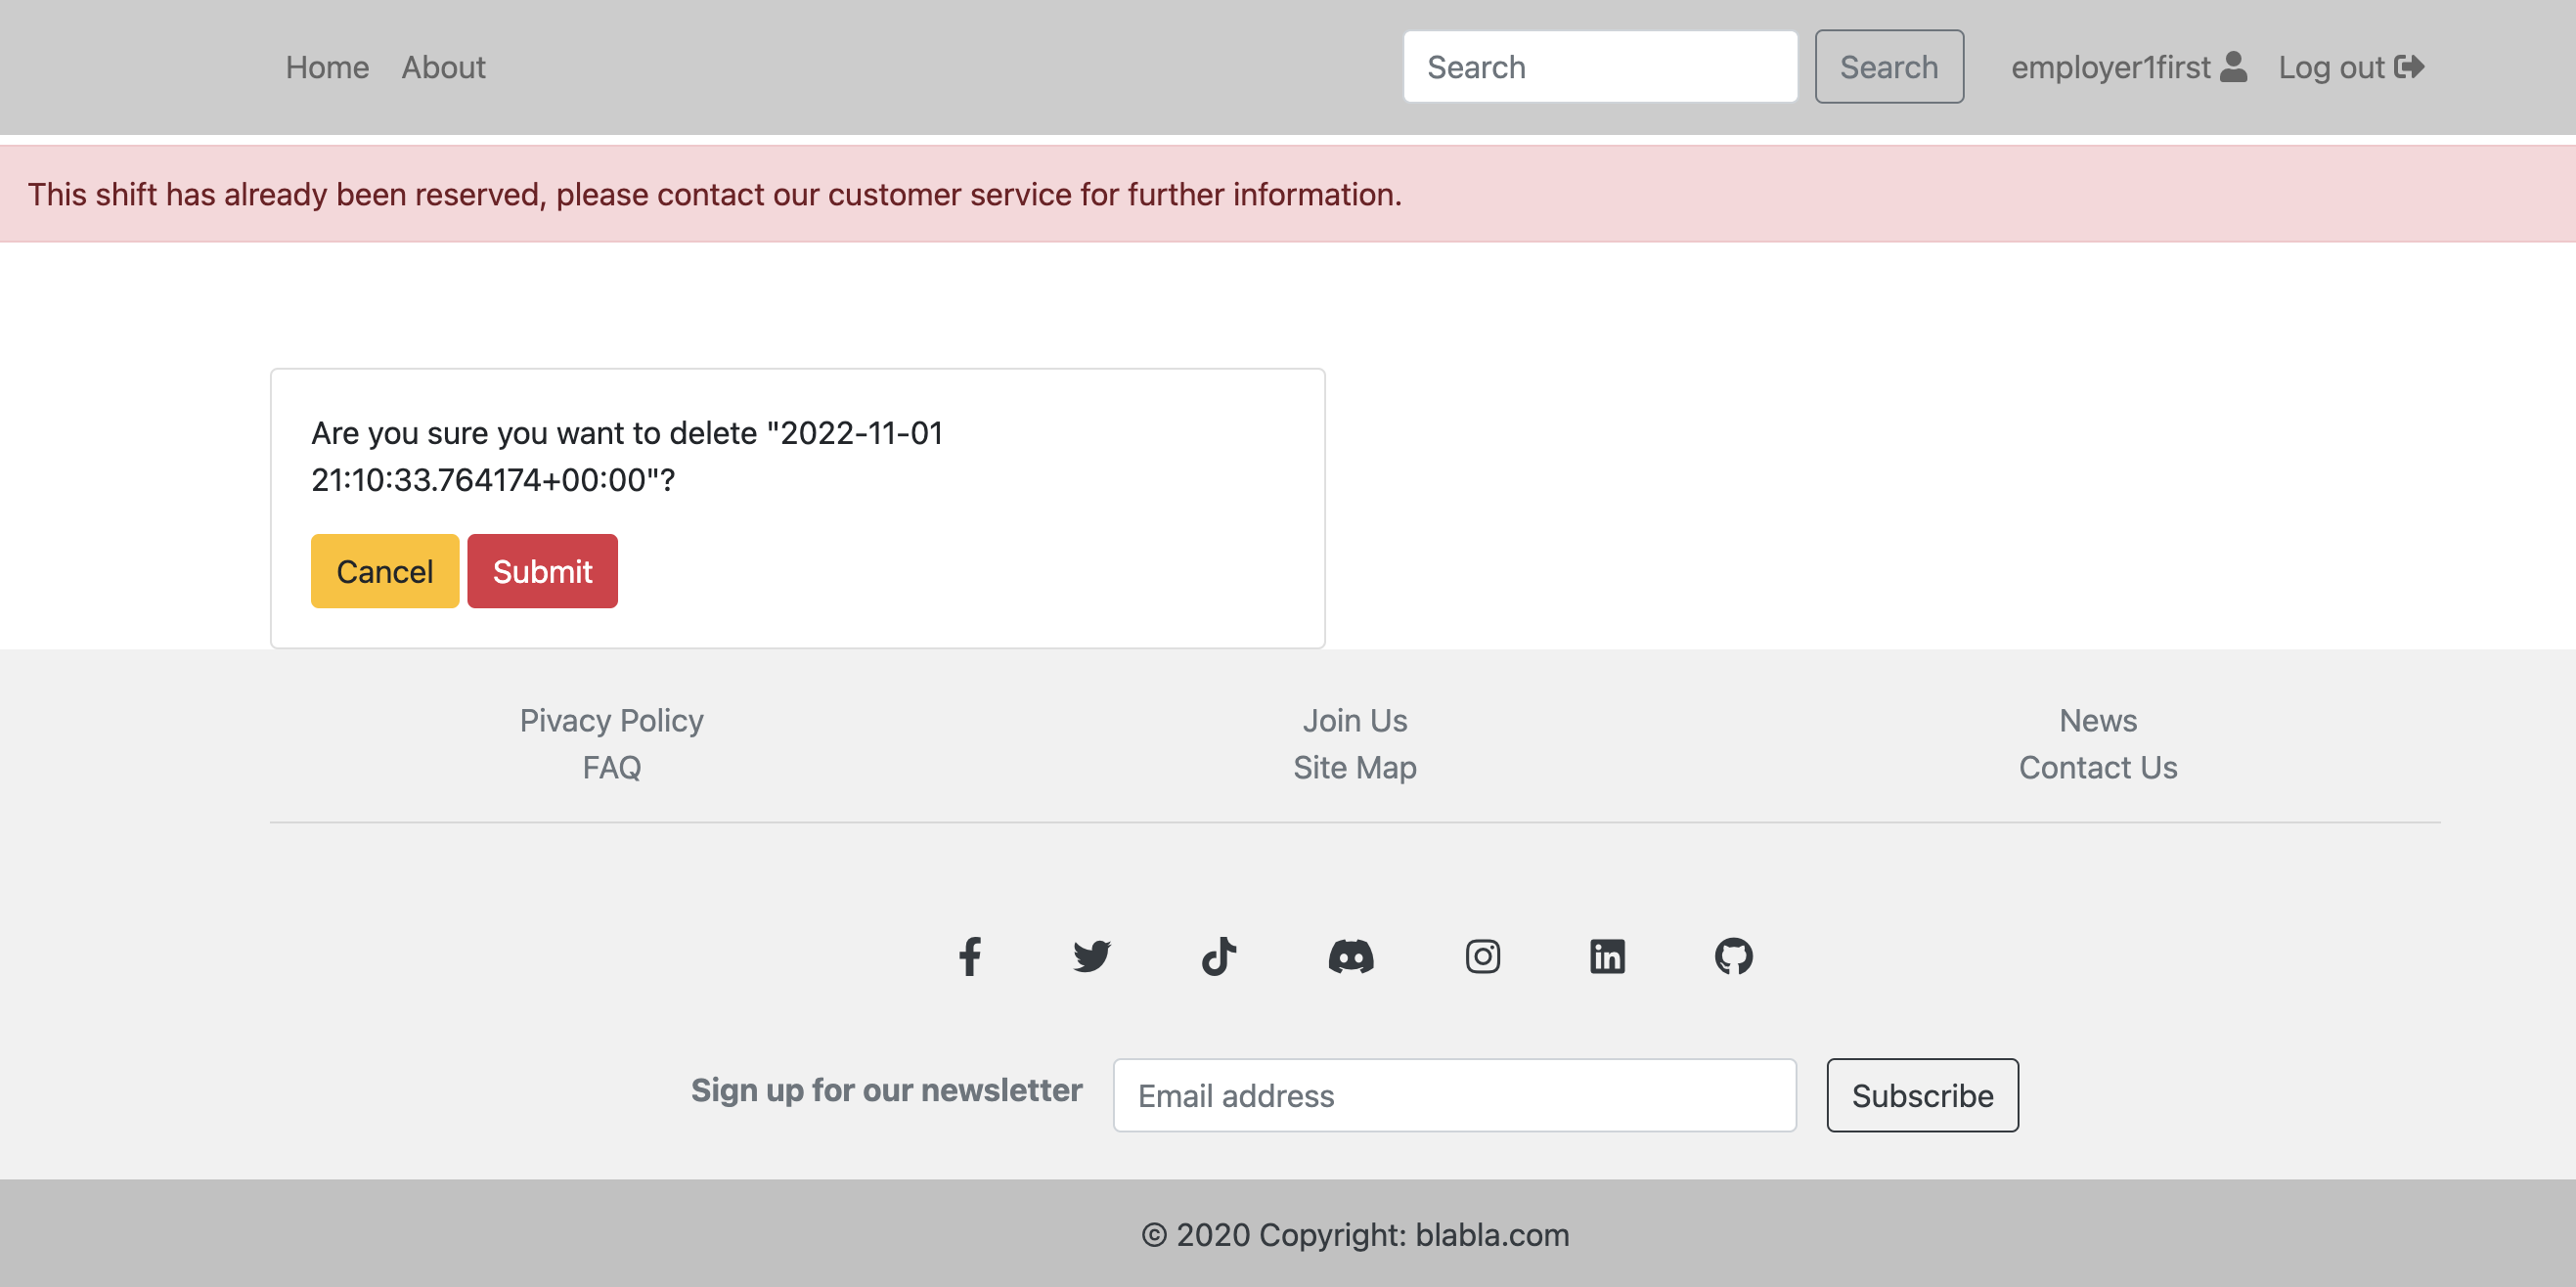 Home About Search Search employer1first Log out
This shift has already been reserved, please contact our customer service for further information.
Are you sure you want to delete "2022-11-01
21:10:33.764174+00:00"?
Cancel Submit
Pivacy Policy Join Us News
FAQ Site Map Contact Us
Sign up for our newsletter Email address Subscribe
© 2020 Copyright: blabla.com